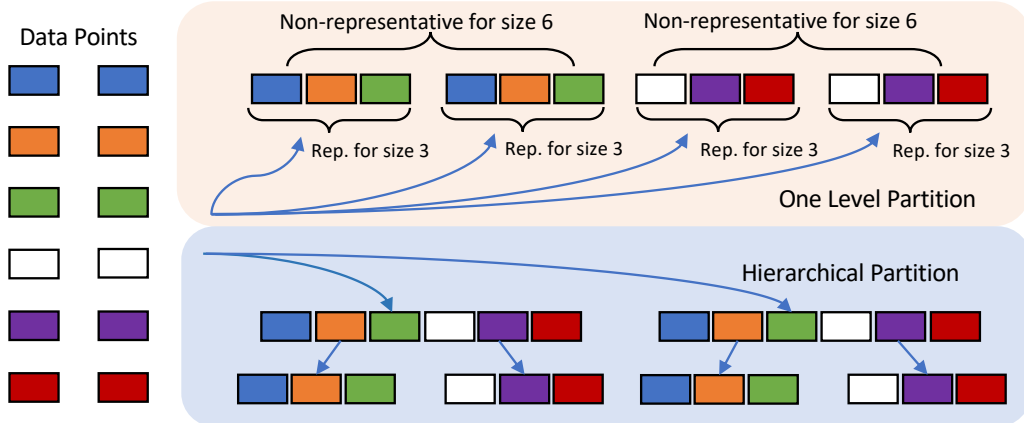 Data Points
Non-representative for size 6
Non-representative for size 6
Rep. for size 3
Rep. for size 3
Rep. for size 3
Rep. for size 3
One Level Partition
Hierarchical Partition